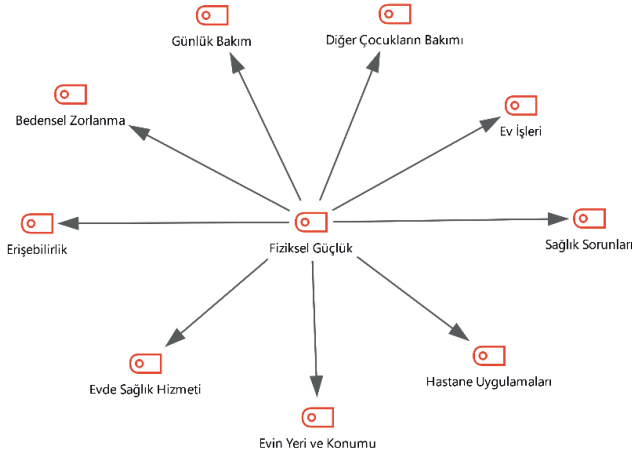 Günlük Bakım
Diğer Çocukların Bakımı
Bedensel Zorlanma
Ev İşleri
Erişebilirlik
Fiziksel Güçlük
Sağlık Sorunları
Evde Sağlık Hizmeti
Hastane Uygulamaları
Evin Yeri ve Konumu